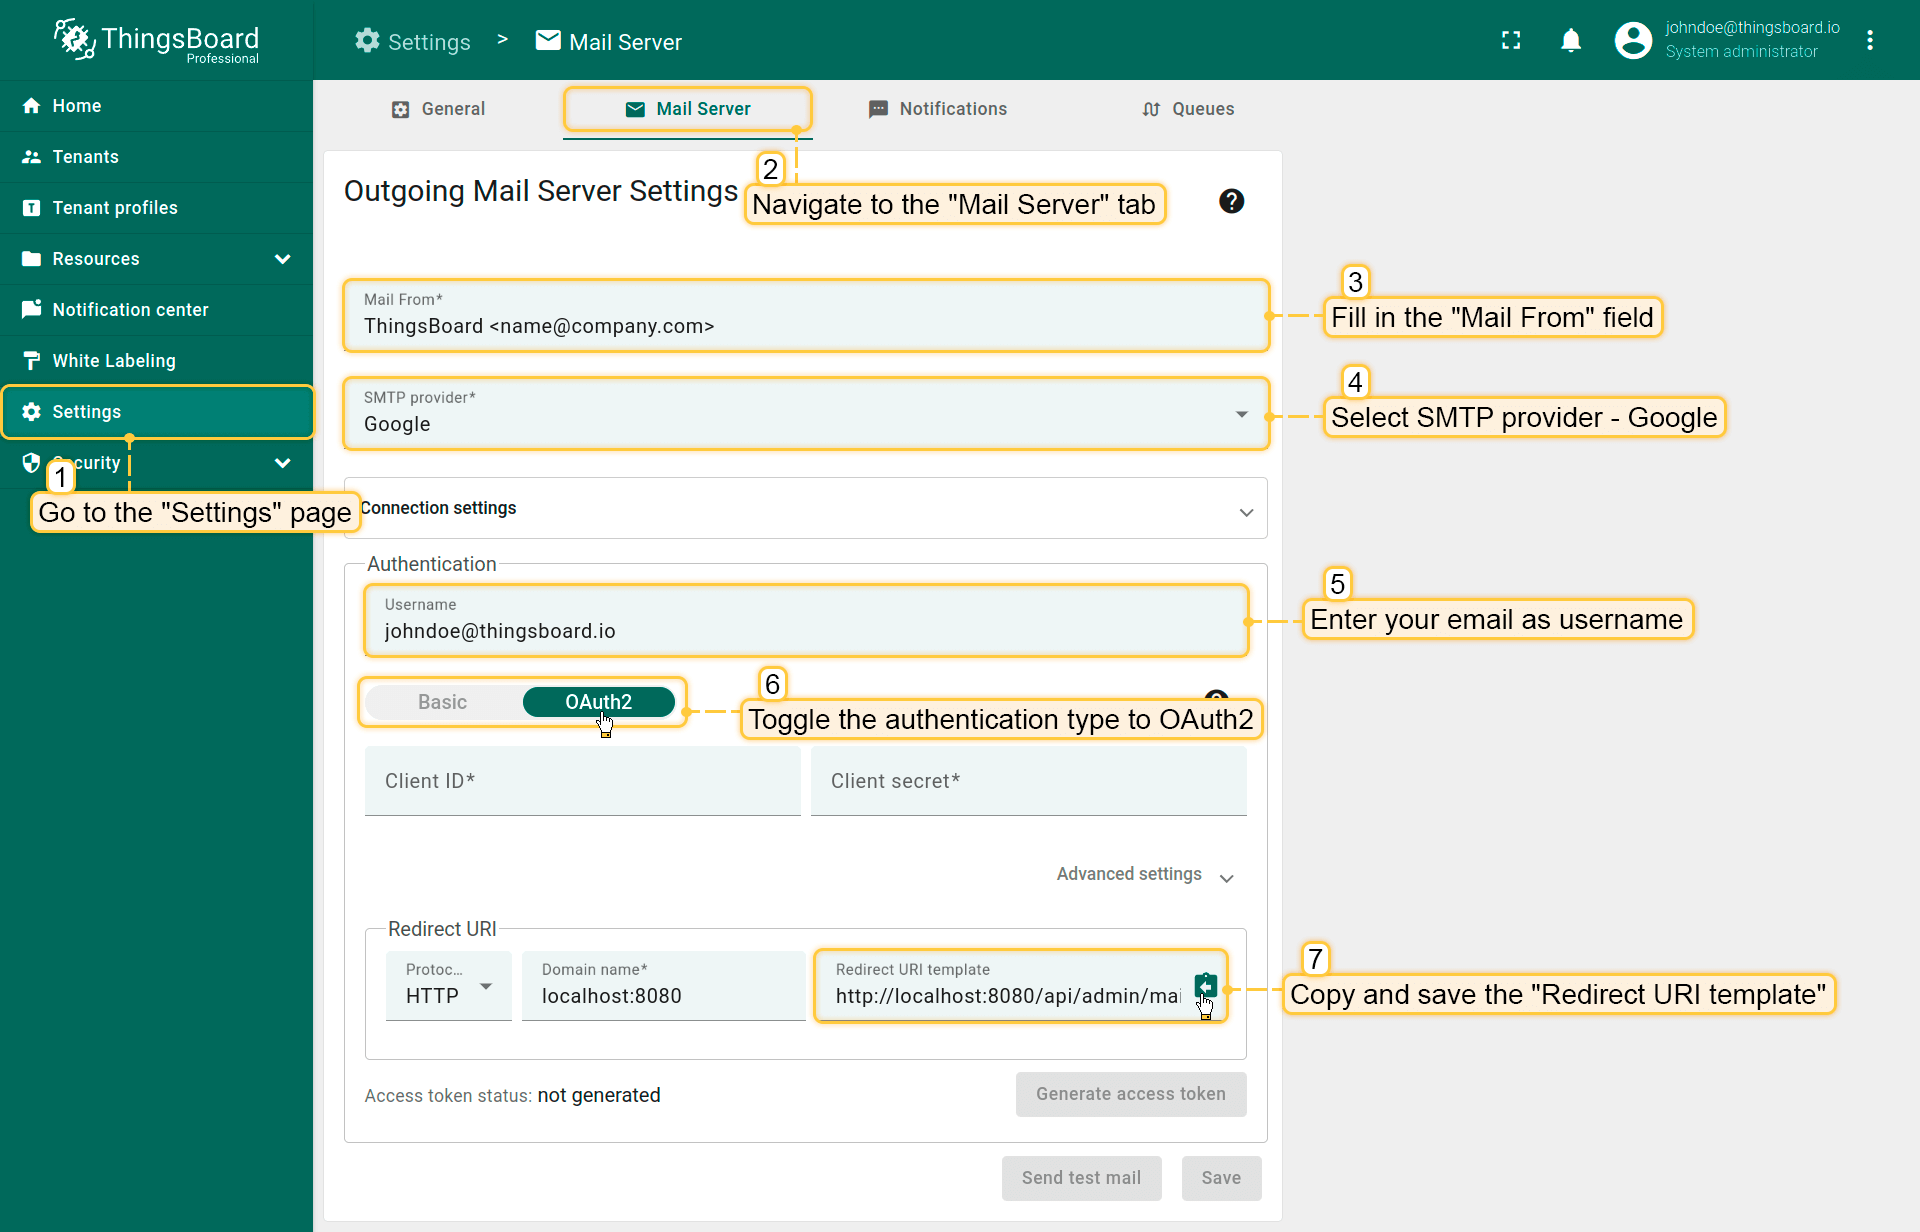 ThingsBoard
Professional
Settings > Mail Server
johndoe@thingsboard.io
System administrator
Home
Tenants
Tenant profiles
Resources
Notification center
White Labeling
Settings
curity
1
Go to the "Settings" page
General
Mail Server
Notifications
Queues
2
Navigate to the "Mail Server" tab
Outgoing Mail Server Settings
Mail From*
ThingsBoard <name@company.com>
3
Fill in the "Mail From" field
SMTP provider*
Google
4
Select SMTP provider - Google
Connection settings
Authentication
Username
johndoe@thingsboard.io
5
Enter your email as username
Basic
OAuth2
6
Toggle the authentication type to OAuth2
Client ID*
Client secret*
Advanced settings
Redirect URI
Protoc...
HTTP
Domain name*
localhost:8080
Redirect URI template
http://localhost:8080/api/admin/mai
7
Copy and save the "Redirect URI template"
Access token status: not generated
Generate access token
Send test mail
Save